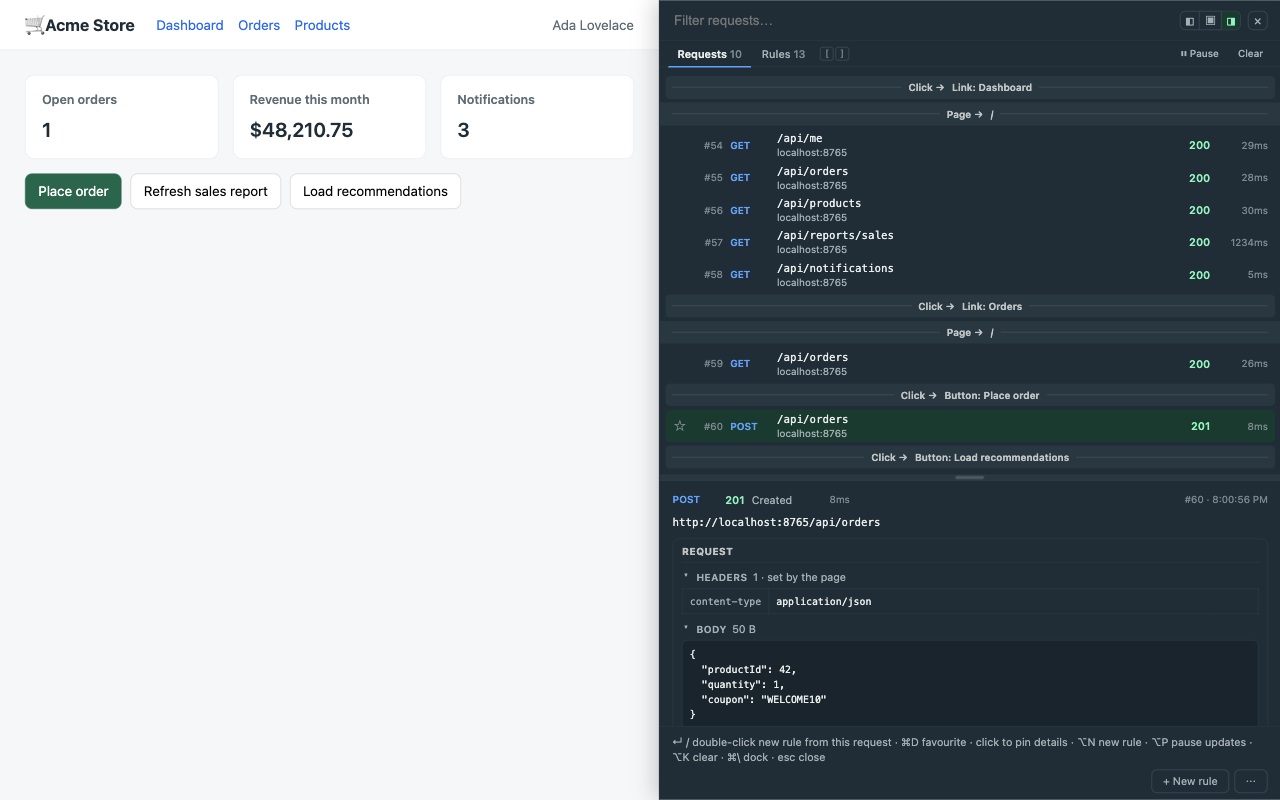 Acme Store Dashboard Orders Products Ada Lovelace
Open orders
1
Revenue this month
$48,210.75
Notifications
3
Place order
Refresh sales report
Load recommendations
Filter requests…
Requests 10 Rules 13 [ ] Pause Clear
Click → Link: Dashboard
Page → /
#54 GET /api/me 200 29ms
localhost:8765
#55 GET /api/orders 200 28ms
localhost:8765
#56 GET /api/products 200 30ms
localhost:8765
#57 GET /api/reports/sales 200 1234ms
localhost:8765
#58 GET /api/notifications 200 5ms
localhost:8765
Click → Link: Orders
Page → /
#59 GET /api/orders 200 26ms
localhost:8765
Click → Button: Place order
☆ #60 POST /api/orders 201 8ms
localhost:8765
Click → Button: Load recommendations
POST 201 Created 8ms #60 · 8:00:56 PM
http://localhost:8765/api/orders
REQUEST
HEADERS 1 · set by the page
content-type application/json
BODY 50 B
{
"productId": 42,
"quantity": 1,
"coupon": "WELCOME10"
}
↵ / double-click new rule from this request · ⌘D favourite · click to pin details · ⌥N new rule · ⌥P pause updates ·
⌥K clear · ⌘\ dock · esc close
+ New rule ⋯